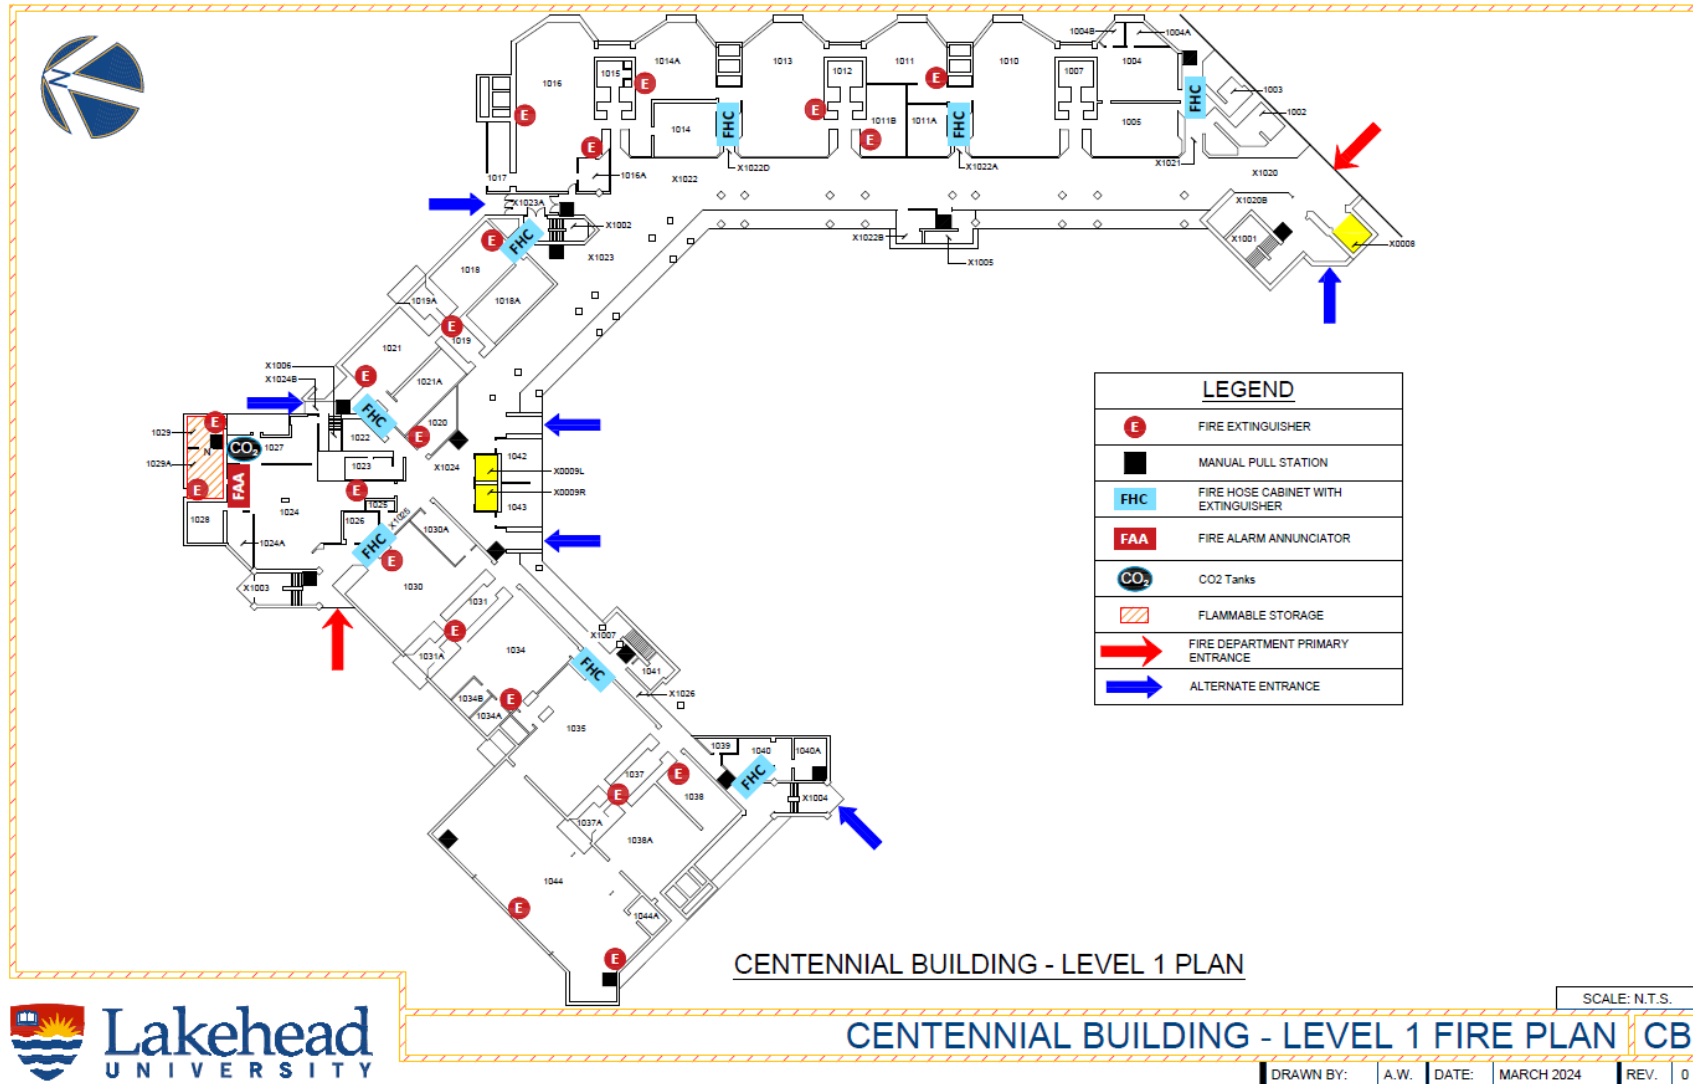 N
1004B
1004A
1016
1015
1014A
1013
1012
1011
1010
1007
1004
E
E
E
E
1003
1002
FHC
FHC
FHC
1014
1011B
1011A
1005
E
E
1017
1016A
X1022
X1022D
X1022A
X1021
X1020
X1023A
X1002
X1020B
X1022B
X1001
X0008
E
FHC
X1023
X1005
1018
1018A
1019A
E
1019
1021
X1006
X1024B
E
1021A
FHC
1020
E
1029
E
1022
CO2
1027
N
1029A
1023
X1024
1042
X0009L
E
FAA
E
X0009R
1025
1043
1028
1024
1026
X1025
1030A
1024A
FHC
E
X1003
1030
1031
E
X1007
1031A
1034
FHC
1041
X1026
1034B
E
1034A
1035
1039
1040
1040A
FHC
1037
E
E
1038
X1004
1037A
1038A
1044
E
1044A
E
LEGEND
E FIRE EXTINGUISHER
MANUAL PULL STATION
FHC FIRE HOSE CABINET WITH
EXTINGUISHER
FAA FIRE ALARM ANNUNCIATOR
CO2 CO2 Tanks
FLAMMABLE STORAGE
FIRE DEPARTMENT PRIMARY
ENTRANCE
ALTERNATE ENTRANCE
CENTENNIAL BUILDING - LEVEL 1 PLAN
SCALE: N.T.S.
Lakehead
UNIVERSITY
CENTENNIAL BUILDING - LEVEL 1 FIRE PLAN CB
DRAWN BY: A.W. DATE: MARCH 2024 REV. 0